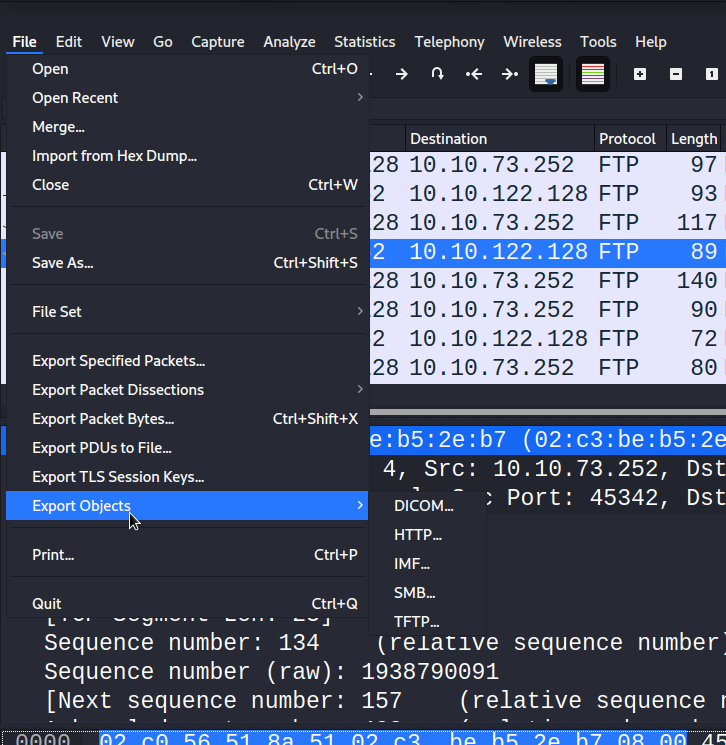 File Edit View Go Capture Analyze Statistics Telephony Wireless Tools Help
Open Ctrl+O
Open Recent
Merge...
Import from Hex Dump...
Close Ctrl+W
Save Ctrl+S
Save As... Ctrl+Shift+S
File Set
Export Specified Packets...
Export Packet Dissections
Export Packet Bytes... Ctrl+Shift+X
Export PDUs to File...
Export TLS Session Keys...
Export Objects
Print... Ctrl+P
Quit Ctrl+Q
DICOM...
HTTP...
IMF...
SMB...
TFTP...
1
Destination Protocol Length
28 10.10.73.252 FTP 97
2 10.10.122.128 FTP 93
28 10.10.73.252 FTP 117
2 10.10.122.128 FTP 89
28 10.10.73.252 FTP 140
28 10.10.73.252 FTP 90
2 10.10.122.128 FTP 72
28 10.10.73.252 FTP 80
e:b5:2e:b7 (02:c3:be:b5:2e
4, Src: 10.10.73.252, Dst
Src Port: 45342, Dst
Sequence number: 134 (relative sequence number)
Sequence number (raw): 1938790091
[Next sequence number: 157 (relative sequence n
0000 02 c0 56 51 8a 51 02 c3 be b5 2e b7 08 00 45